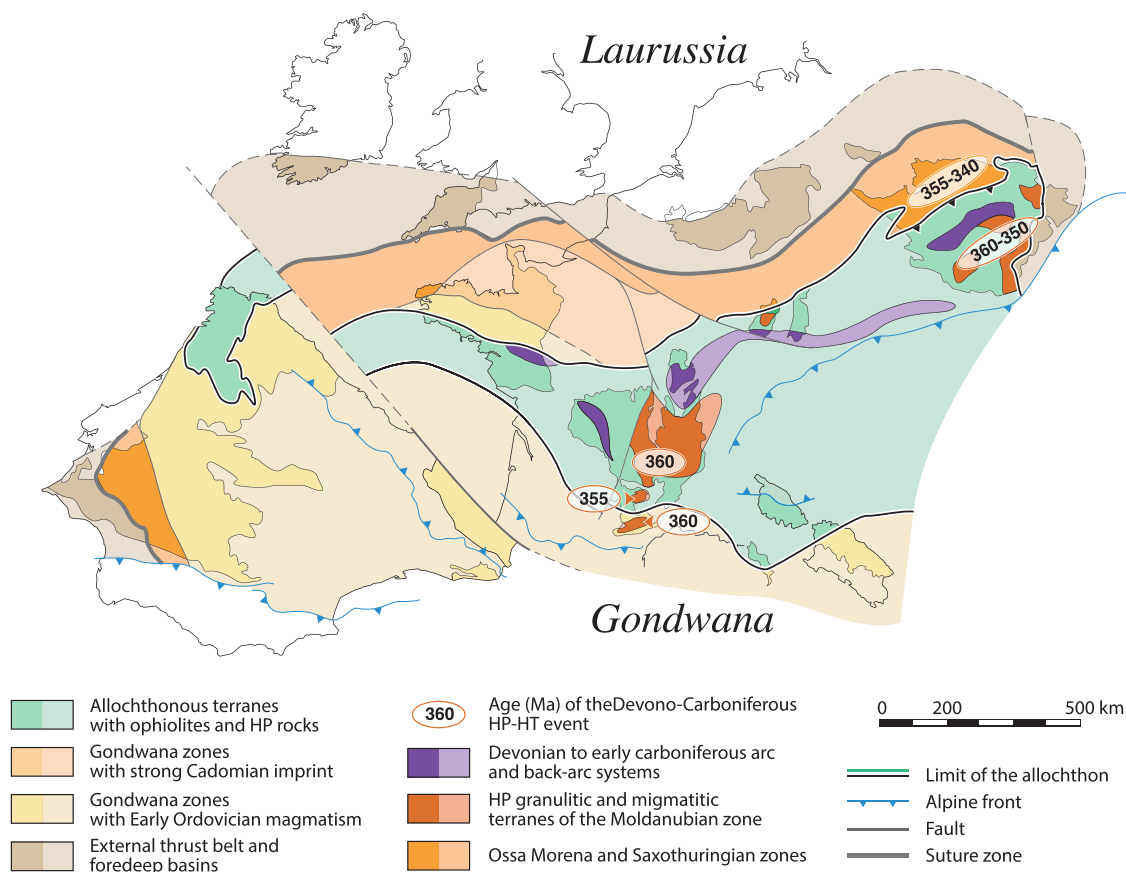 Laurussia
355-340
360-350
360
355
360
Gondwana
Allochthonous terranes
with ophiolites and HP rocks
Gondwana zones
with strong Cadomian imprint
Gondwana zones
with Early Ordovician magmatism
External thrust belt and
foredeep basins
360
Age (Ma) of theDevono-Carboniferous
HP-HT event
Devonian to early carboniferous arc
and back-arc systems
HP granulitic and migmatitic
terranes of the Moldanubian zone
Ossa Morena and Saxothuringian zones
0 200 500 km
Limit of the allochthon
Alpine front
Fault
Suture zone